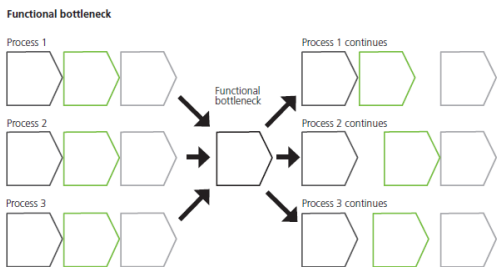 Functional bottleneck
Process 1
Process 1 continues
Functional
bottleneck
Process 2
Process 2 continues
Process 3
Process 3 continues